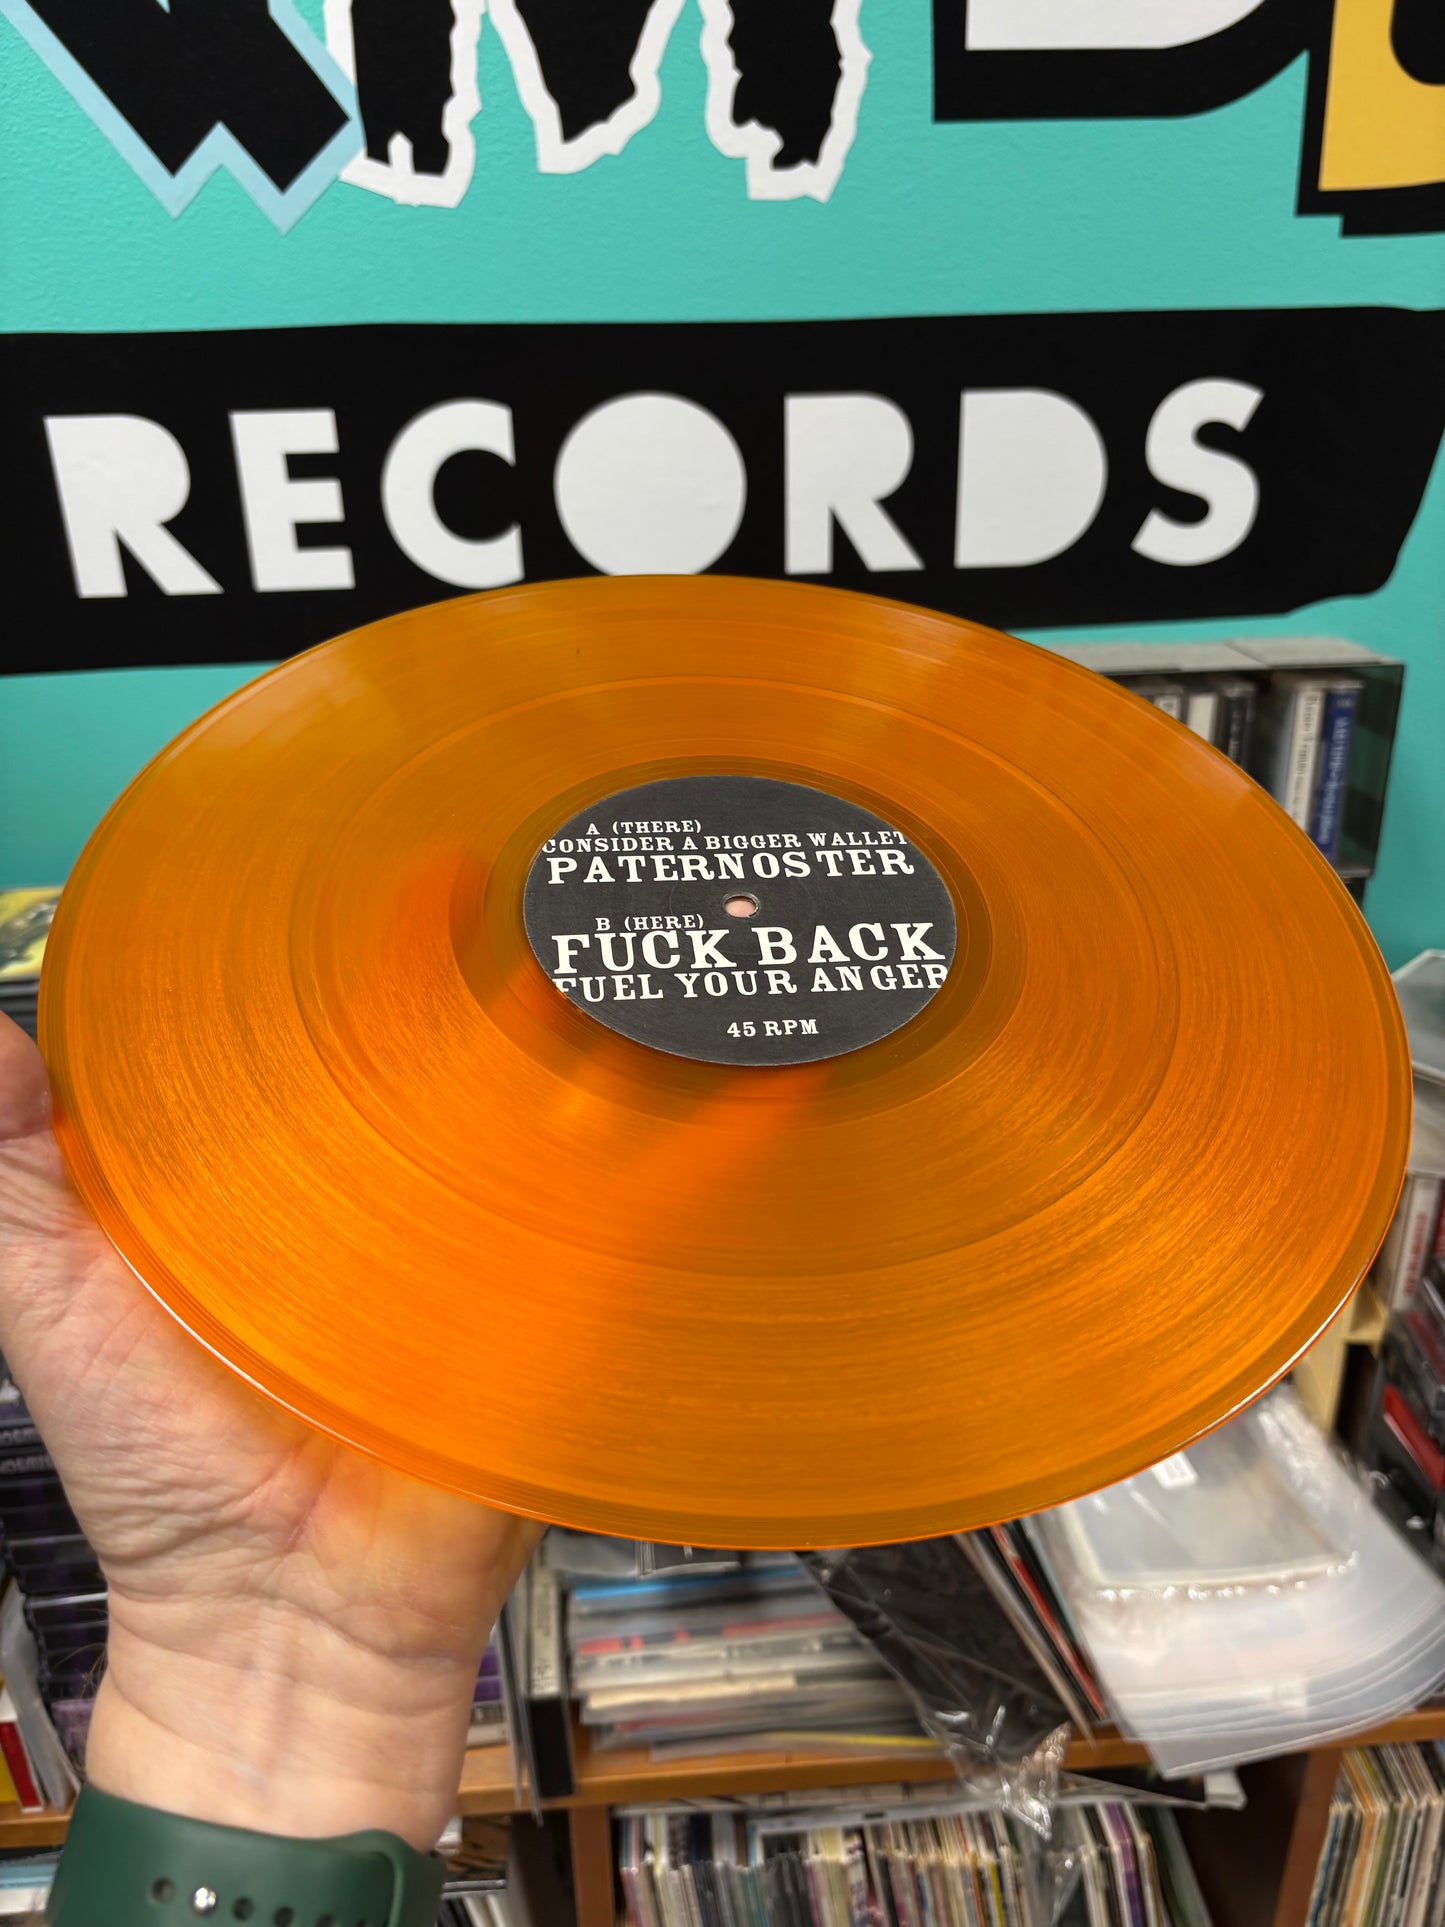 RECORDS
A (THERE)
CONSIDER A BIGGER WALLET
PATERNOSTER
B (HERE)
FUCK BACK
FUEL YOUR ANGER
45 RPM